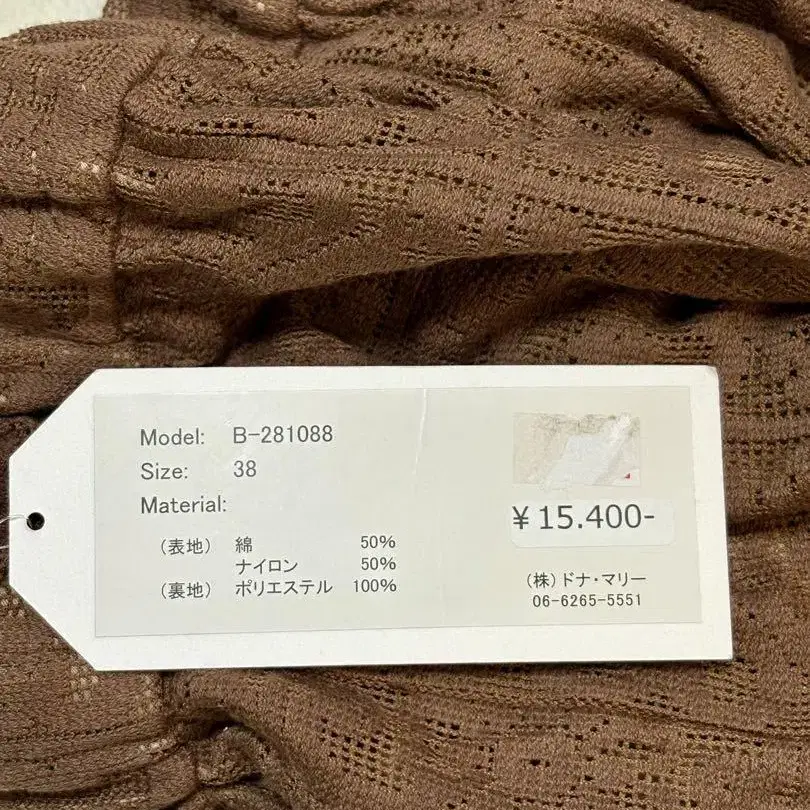 Model: B-281088
Size: 38
Material:
（表地） 綿 50%
ナイロン 50%
（裏地） ポリエステル 100%
¥15.400-
（株）ドナ・マリー
06-6265-5551